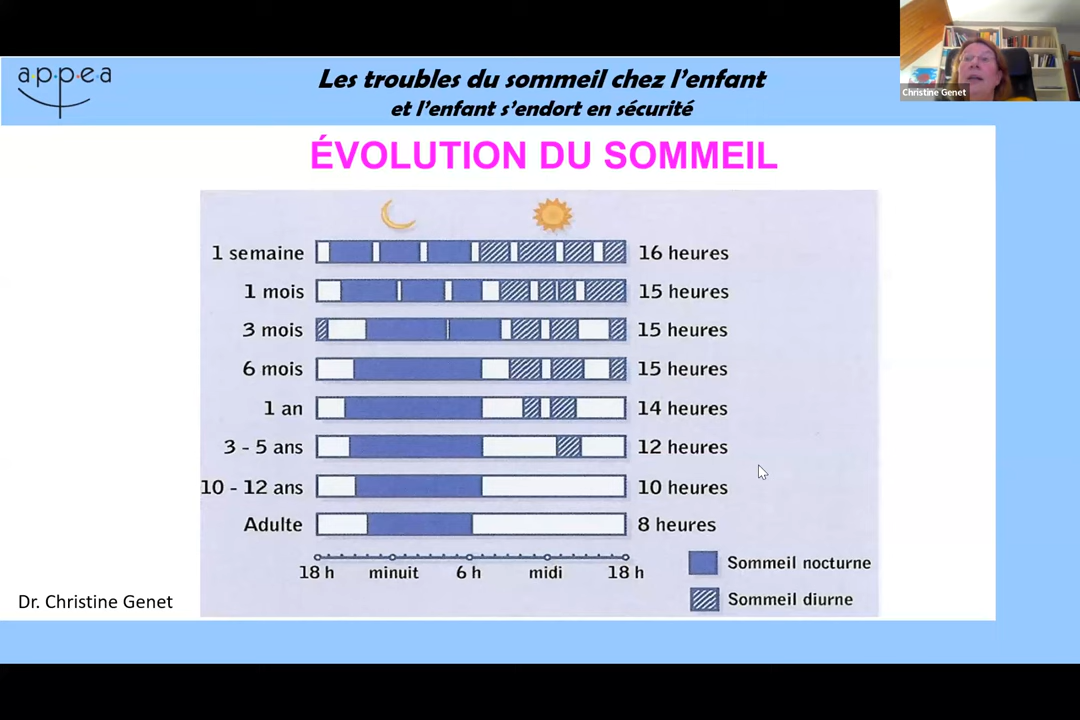 appea
Les troubles du sommeil chez l'enfant
et l'enfant s'endort en sécurité
Christine Genet
ÉVOLUTION DU SOMMEIL
1 semaine 16 heures
1 mois 15 heures
3 mois 15 heures
6 mois 15 heures
1 an 14 heures
3 - 5 ans 12 heures
10 - 12 ans 10 heures
Adulte 8 heures
18 h minuit 6 h midi 18 h
Sommeil nocturne
Sommeil diurne
Dr. Christine Genet